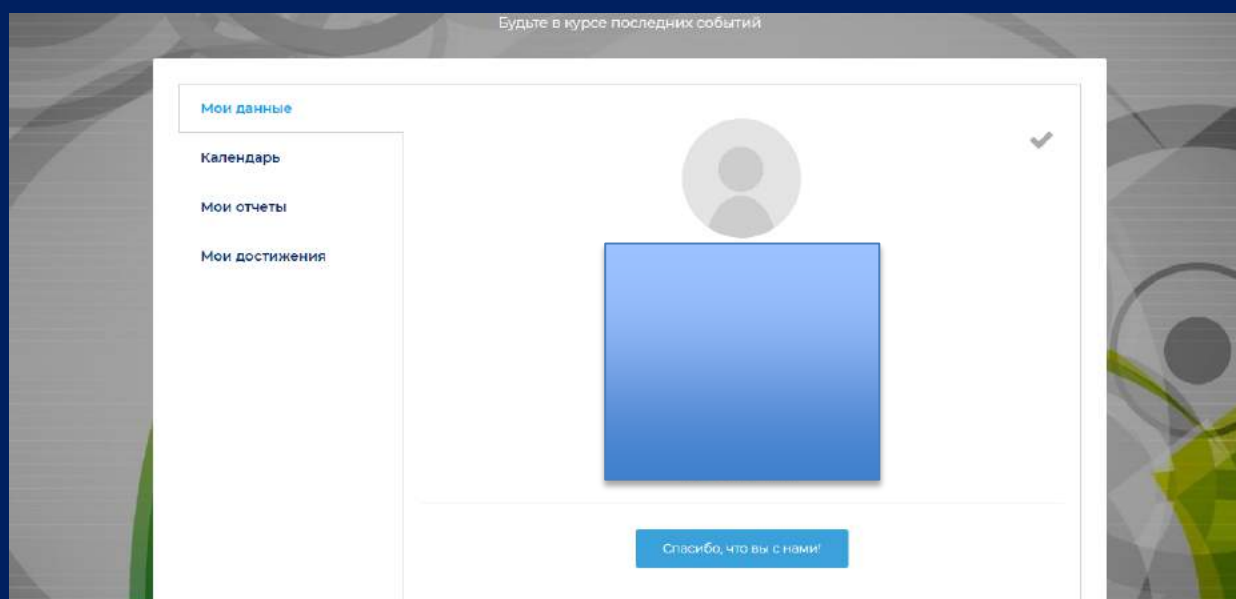 Будьте в курсе последних событий
Мои данные
Календарь
Мои отчеты
Мои достижения
Спасибо, что вы с нами!